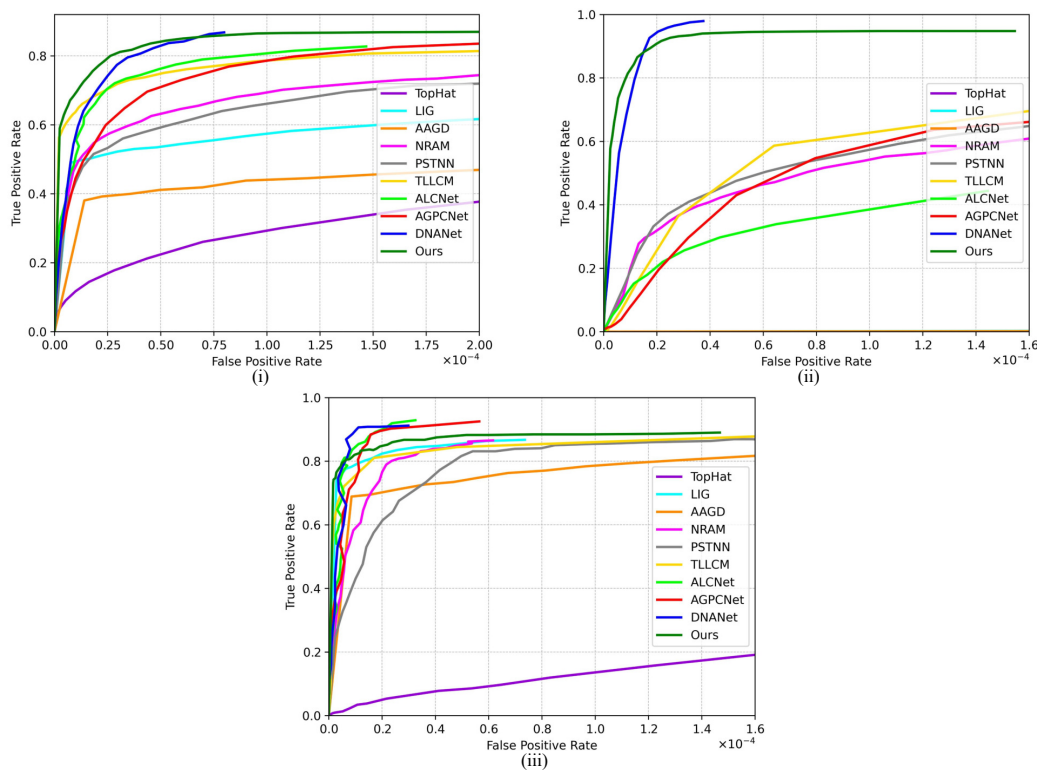 True Positive Rate
0.8
0.6
0.4
0.2
0.0
TopHat
LIG
AAGD
NRAM
PSTNN
TLLCM
ALCNet
AGPCNet
DNANet
Ours
0.00 0.25 0.50 0.75 1.00 1.25 1.50 1.75 2.00
False Positive Rate ×10⁻⁴
(i)
True Positive Rate
1.0
0.8
0.6
0.4
0.2
0.0
TopHat
LIG
AAGD
NRAM
PSTNN
TLLCM
ALCNet
AGPCNet
DNANet
Ours
0.0 0.2 0.4 0.6 0.8 1.0 1.2 1.4 1.6
False Positive Rate ×10⁻⁴
(ii)
True Positive Rate
1.0
0.8
0.6
0.4
0.2
0.0
TopHat
LIG
AAGD
NRAM
PSTNN
TLLCM
ALCNet
AGPCNet
DNANet
Ours
0.0 0.2 0.4 0.6 0.8 1.0 1.2 1.4 1.6
False Positive Rate ×10⁻⁴
(iii)